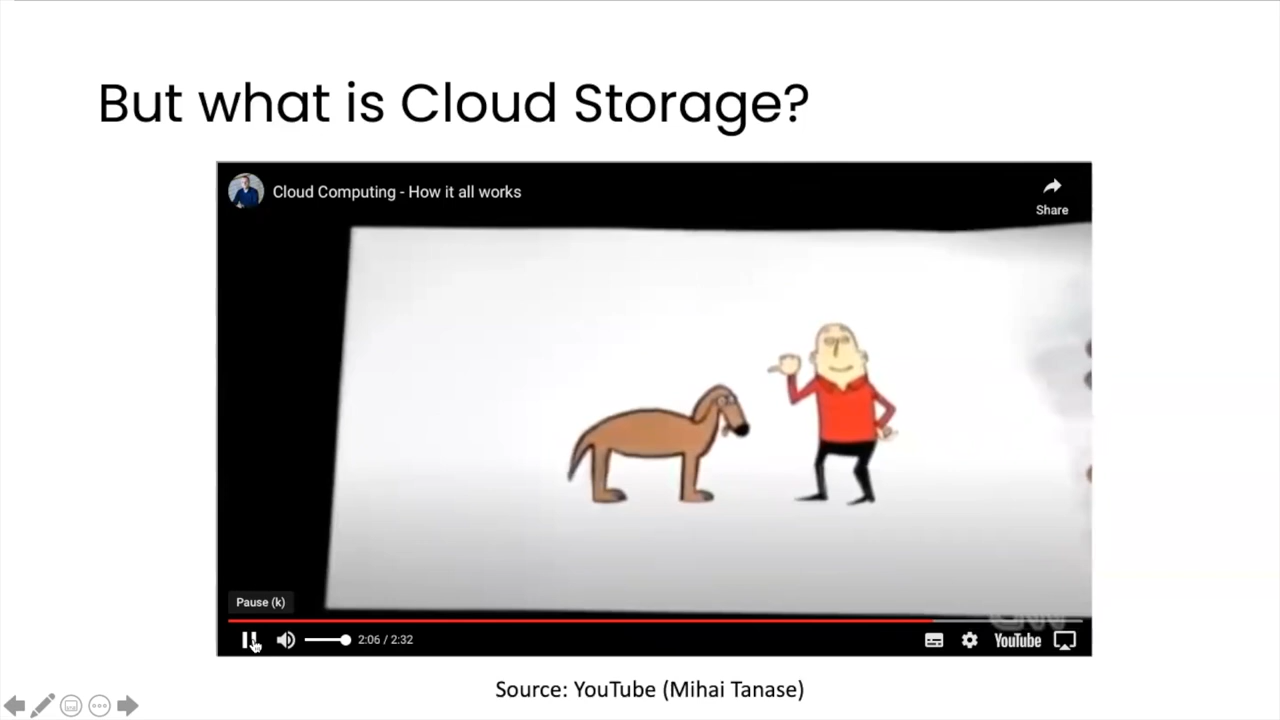 But what is Cloud Storage?
Cloud Computing - How it all works
Share
Pause (k)
2:06 / 2:32
YouTube
Source: YouTube (Mihai Tanase)